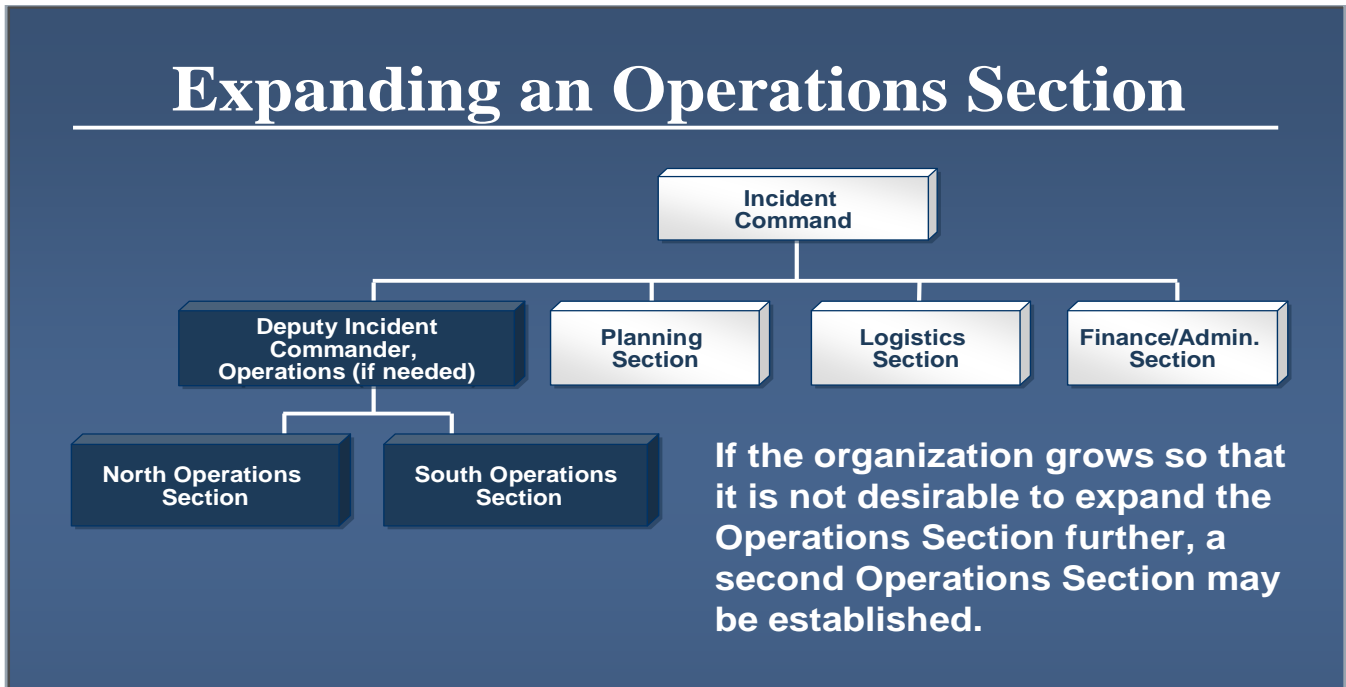 Expanding an Operations Section
Incident
Command
Deputy Incident
Commander,
Operations (if needed)
Planning
Section
Logistics
Section
Finance/Admin.
Section
North Operations
Section
South Operations
Section
If the organization grows so that
it is not desirable to expand the
Operations Section further, a
second Operations Section may
be established.